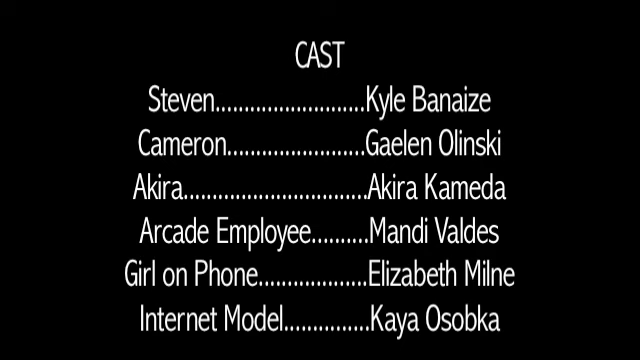 CAST
Steven..........................Kyle Banaize
Cameron........................Gaelen Olinski
Akira................................Akira Kameda
Arcade Employee..........Mandi Valdes
Girl on Phone...................Elizabeth Milne
Internet Model...............Kaya Osobka